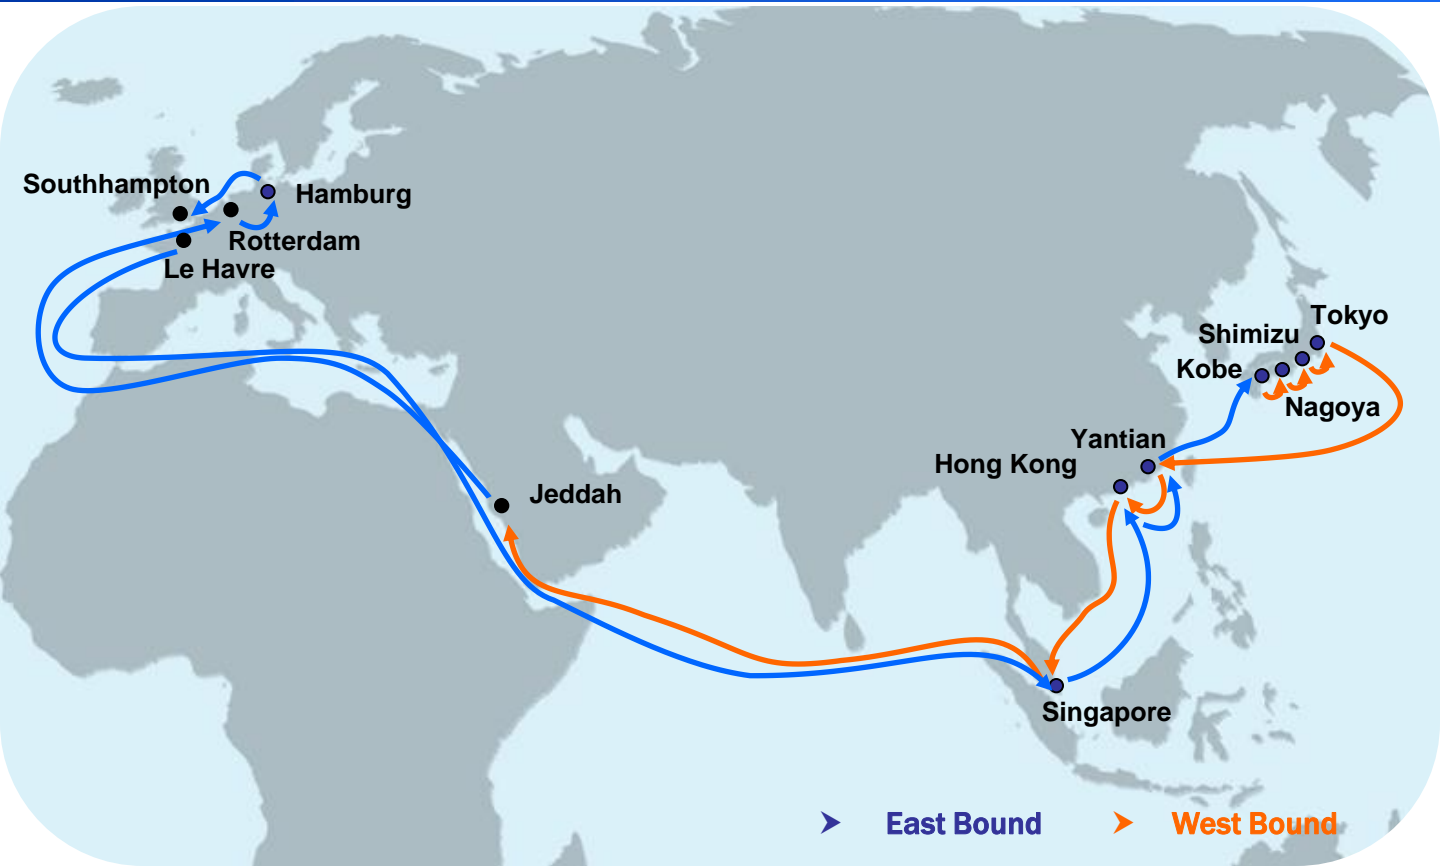 Southhampton
Hamburg
Rotterdam
Le Havre
Tokyo
Shimizu
Kobe
Nagoya
Yantian
Hong Kong
Jeddah
Singapore
East Bound
West Bound